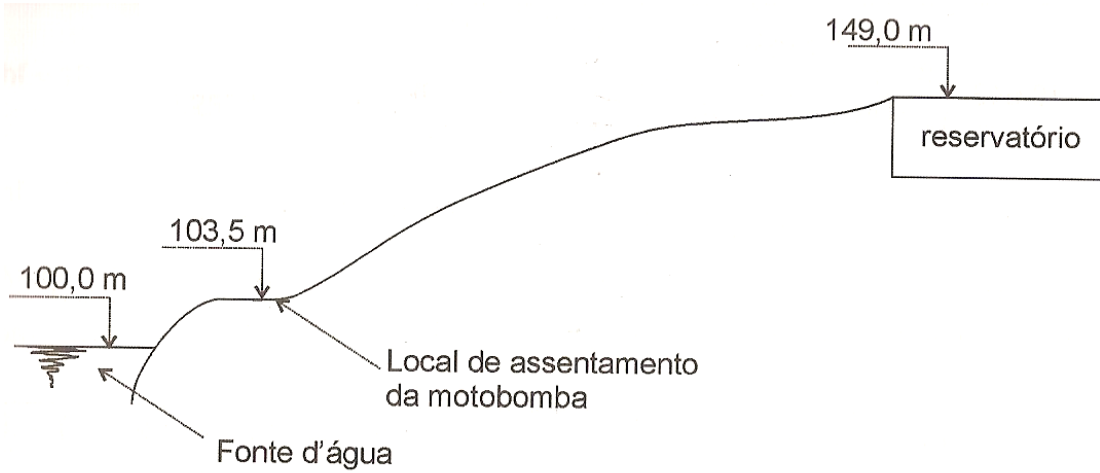 149,0 m
reservatório
103,5 m
100,0 m
Local de assentamento
da motobomba
Fonte d'água